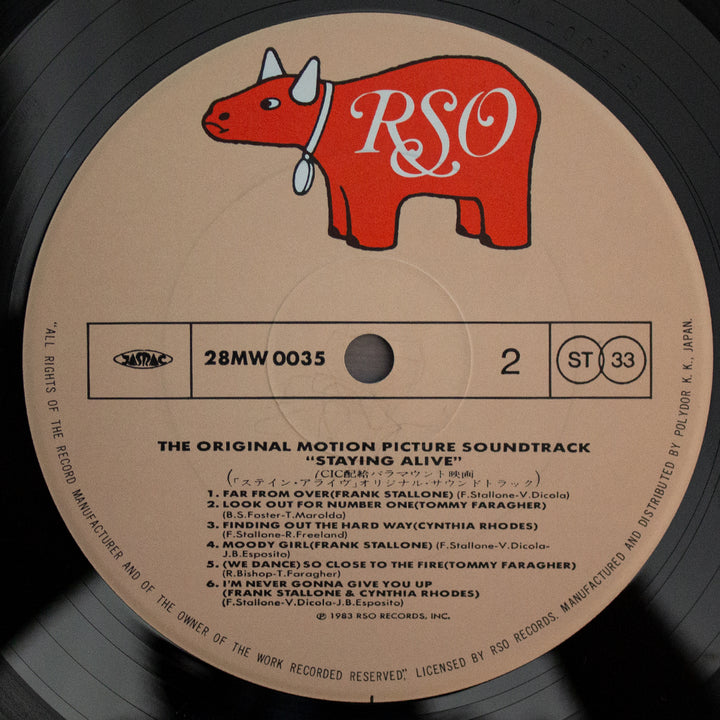 RSO
JASRAC
28MW 0035
2
ST 33
THE ORIGINAL MOTION PICTURE SOUNDTRACK
"STAYING ALIVE"
(CIC配給パラマウント映画
「ステイン・アライヴ」オリジナル・サウンドトラック)
1. FAR FROM OVER(FRANK STALLONE) (F.Stallone-V.Dicola)
2. LOOK OUT FOR NUMBER ONE(TOMMY FARAGHER)
(B.S.Foster-T.Maroldo)
3. FINDING OUT THE HARD WAY(CYNTHIA RHODES)
(F.Stallone-R.Freeland)
4. MOODY GIRL(FRANK STALLONE) (F.Stallone-V.Dicola-
J.B.Esposito)
5. (WE DANCE) SO CLOSE TO THE FIRE(TOMMY FARAGHER)
(R.Bishop-T.Faragher)
6. I'M NEVER GONNA GIVE YOU UP
(FRANK STALLONE & CYNTHIA RHODES)
(F.Stallone-V.Dicola-J.B.Esposito)
℗ 1983 RSO RECORDS, INC.
"ALL RIGHTS OF THE RECORD MANUFACTURER AND OF THE OWNER OF THE WORK RECORDED RESERVED," LICENSED BY RSO RECORDS. MANUFACTURED AND DISTRIBUTED BY POLYDOR K. K., JAPAN.